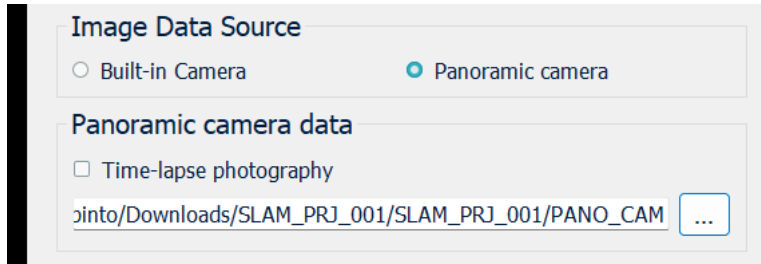 Image Data Source
Built-in Camera Panoramic camera
Panoramic camera data
Time-lapse photography
pinto/Downloads/SLAM_PRJ_001/SLAM_PRJ_001/PANO_CAM ...